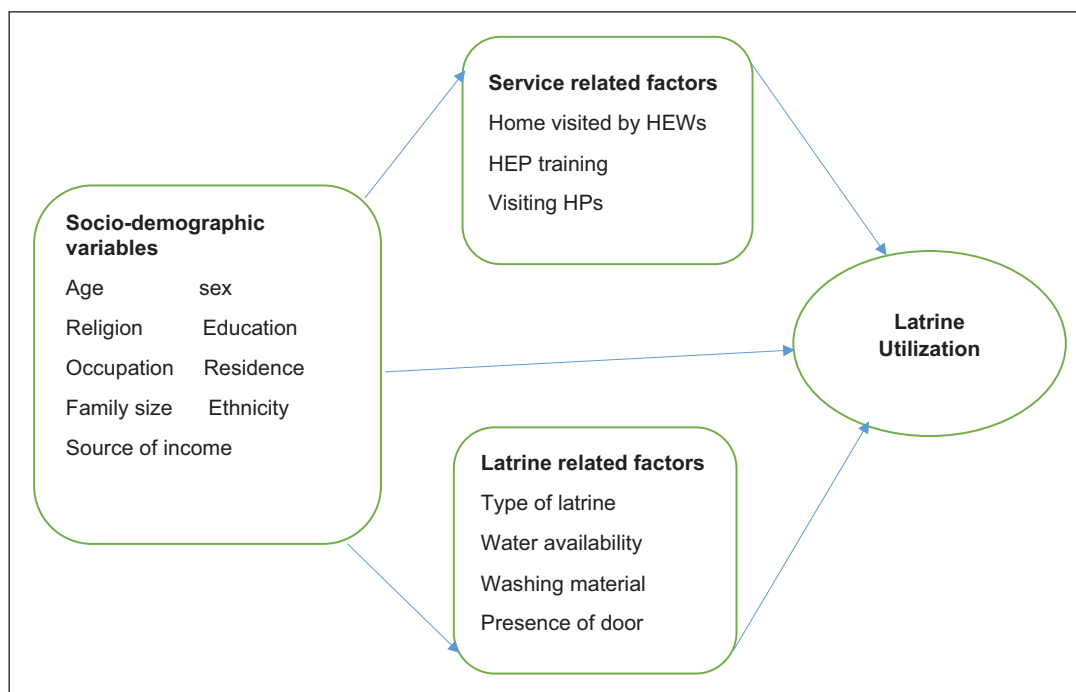 Service related factors
Home visited by HEWs
HEP training
Visiting HPs
Socio-demographic
variables
Age sex
Religion Education
Occupation Residence
Family size Ethnicity
Source of income
Latrine
Utilization
Latrine related factors
Type of latrine
Water availability
Washing material
Presence of door